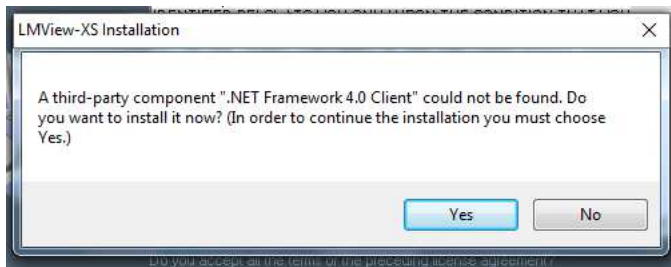 LMView-XS Installation
A third-party component ".NET Framework 4.0 Client" could not be found. Do
you want to install it now? (In order to continue the installation you must choose
Yes.)
Yes
No
Do you accept all the terms of the preceding license agreement?